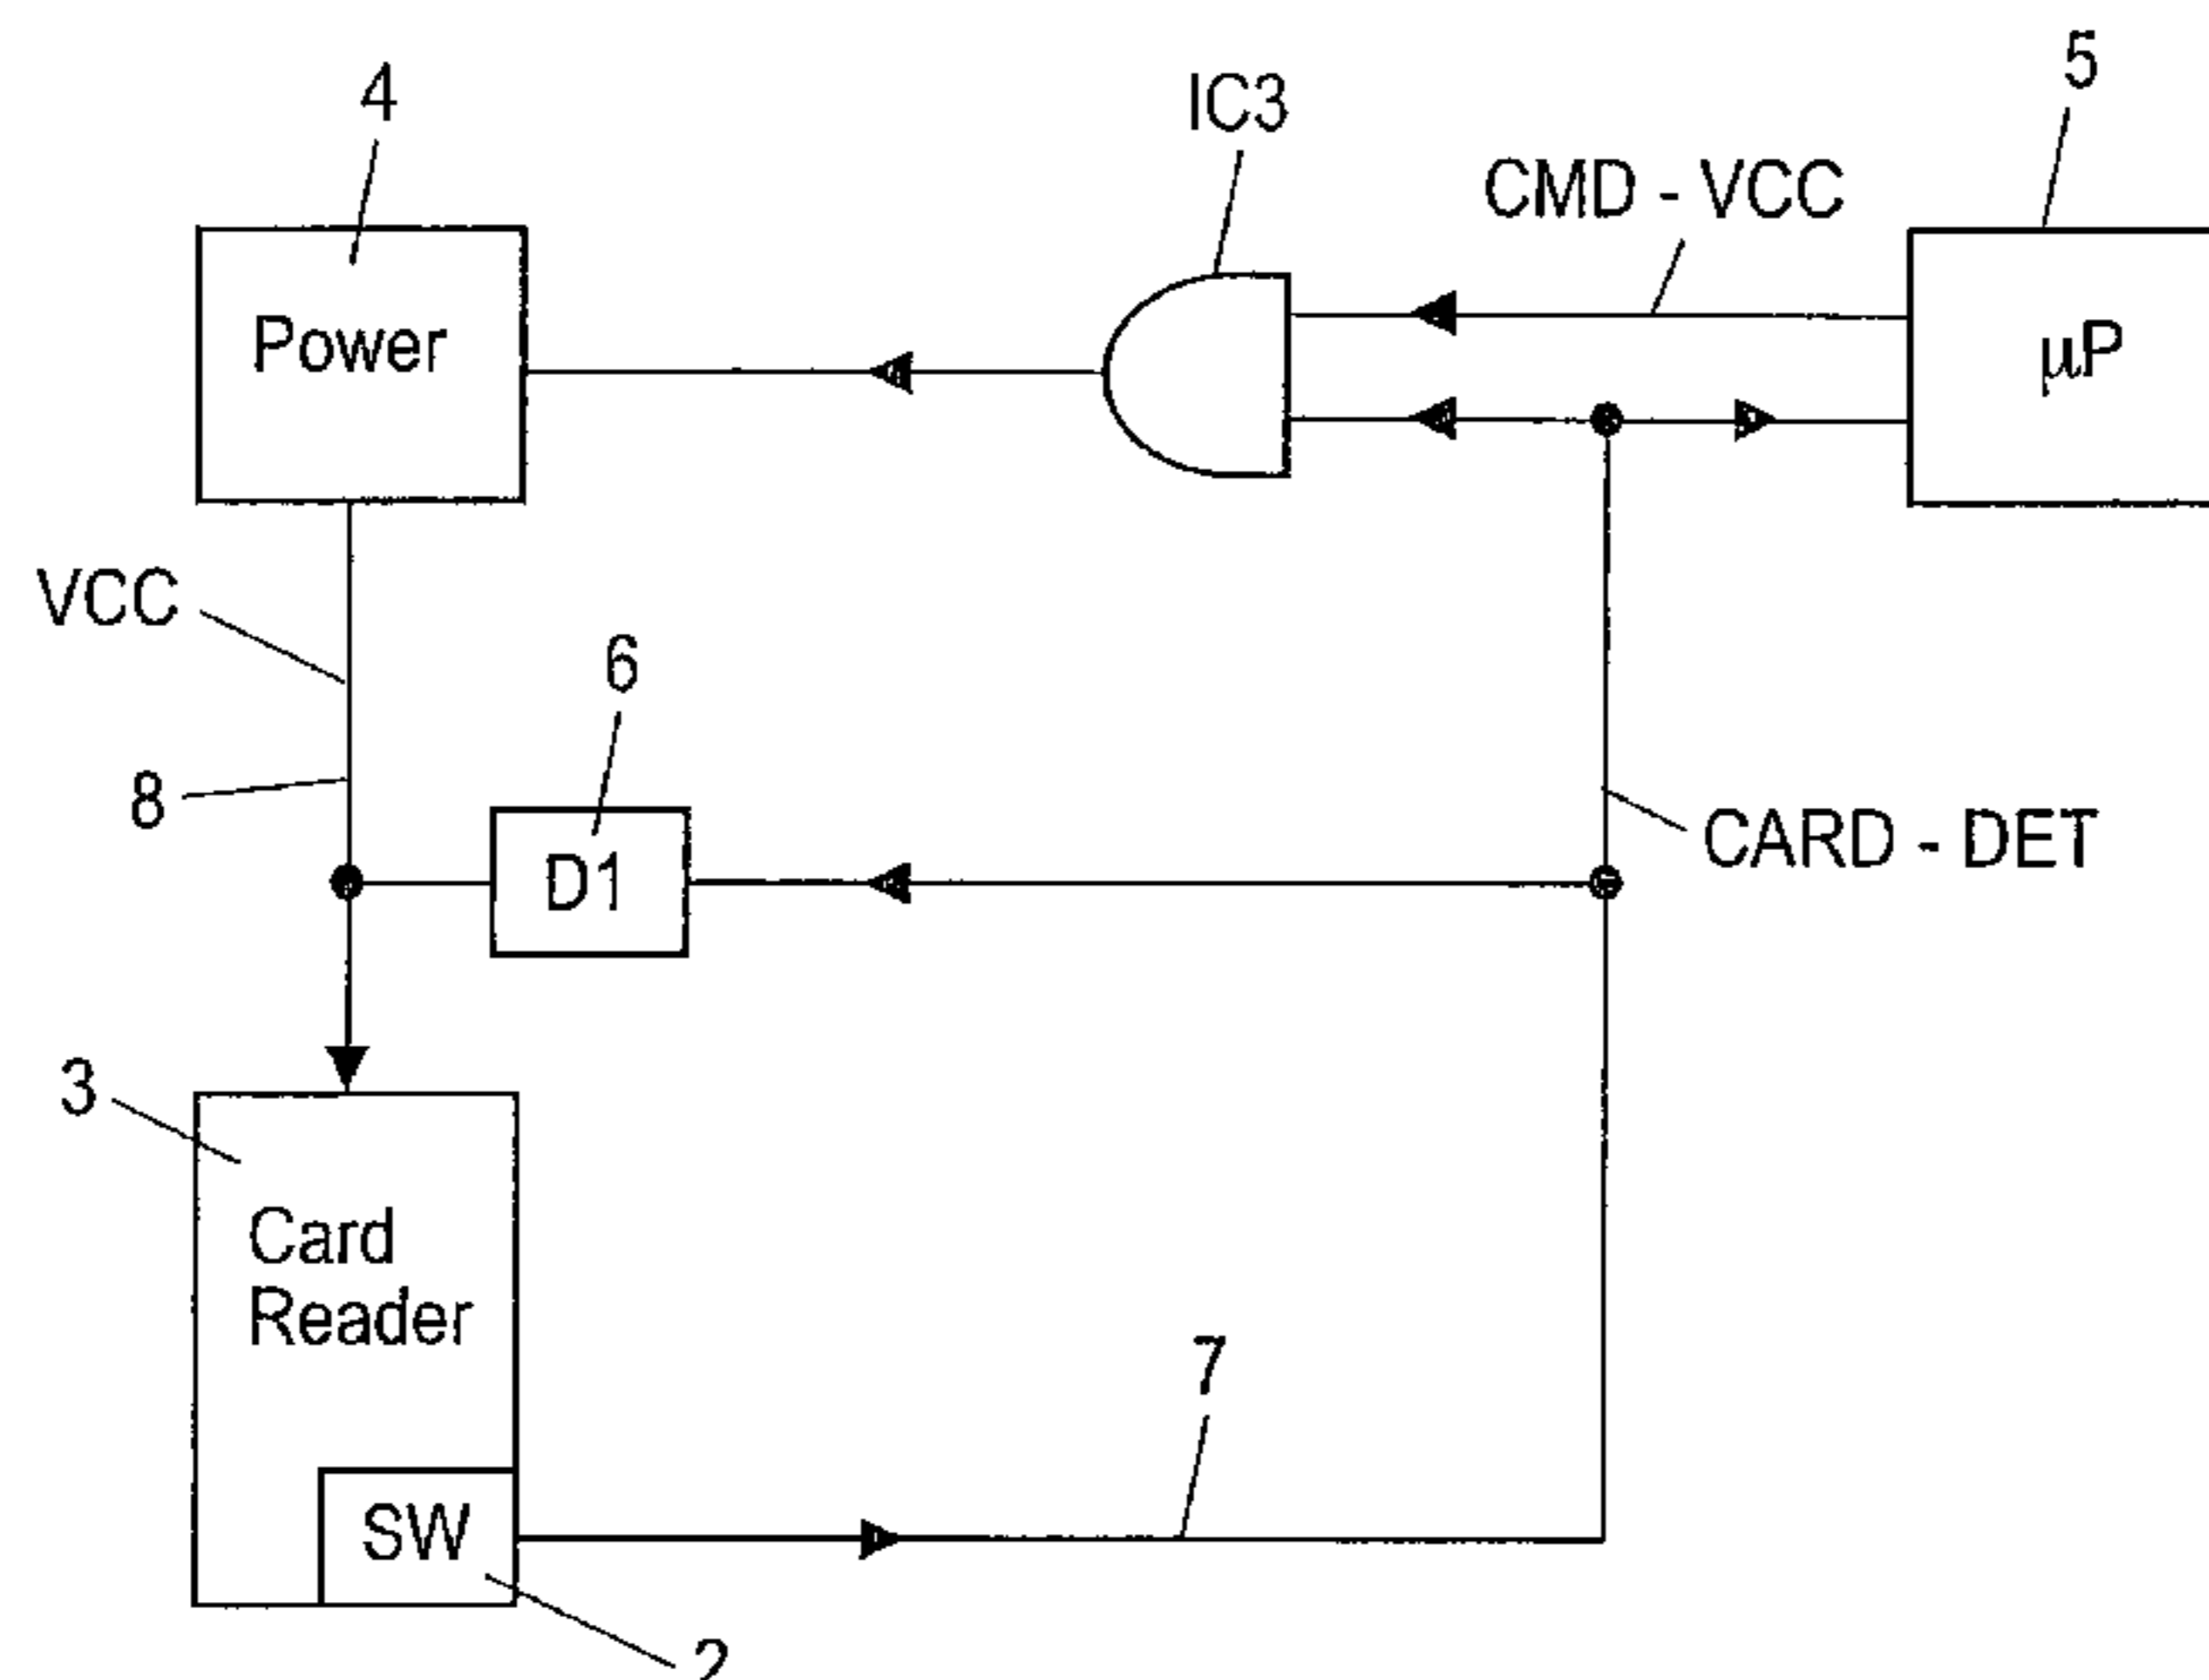 4
IC3
5
CMD - VCC
Power
µP
VCC
6
8
D1
CARD - DET
3
Card
Reader
7
SW
2